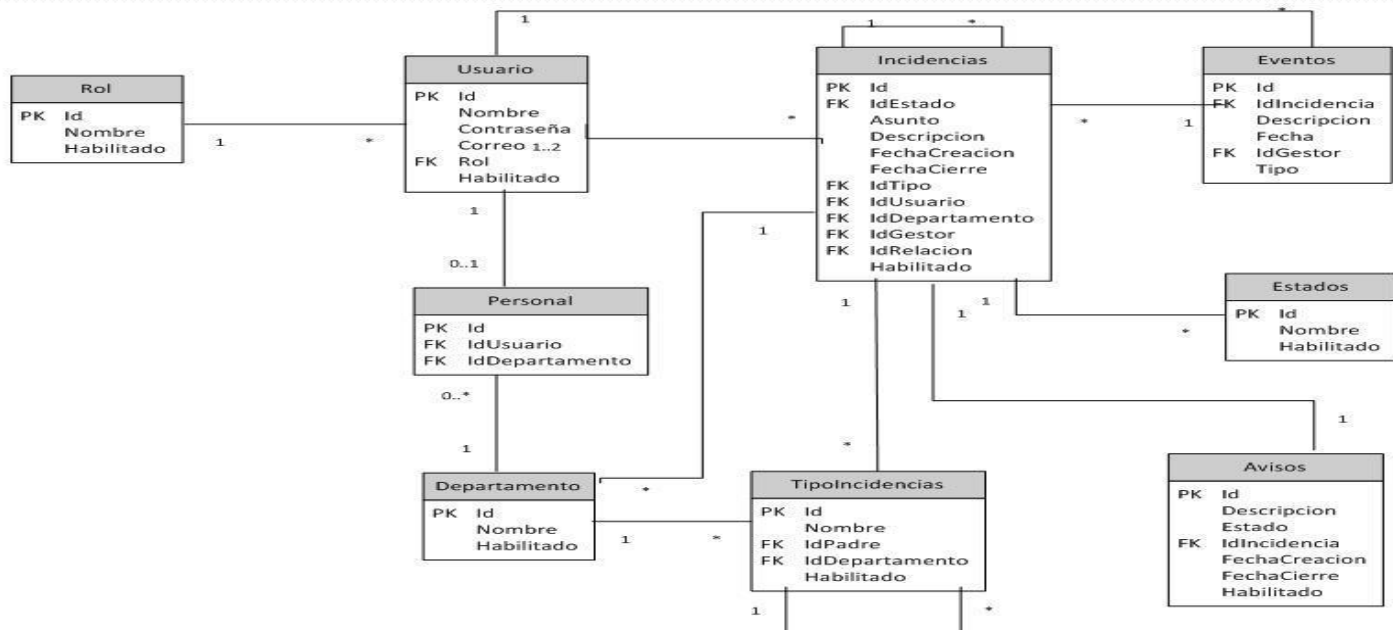 1
*
1
*
*
Rol
PK Id
Nombre
Habilitado
1
*
Usuario
PK Id
Nombre
Contraseña
Correo 1..2
FK Rol
Habilitado
*
Incidencias
PK Id
FK IdEstado
Asunto
Descripcion
FechaCreacion
FechaCierre
FK IdTipo
FK IdUsuario
FK IdDepartamento
FK IdGestor
FK IdRelacion
Habilitado
*
1
Eventos
PK Id
FK IdIncidencia
Descripcion
Fecha
FK IdGestor
Tipo
1
0..1
1
Personal
PK Id
FK IdUsuario
FK IdDepartamento
1
1
1
*
Estados
PK Id
Nombre
Habilitado
0..*
1
*
*
1
Departamento
PK Id
Nombre
Habilitado
1
*
TipoIncidencias
PK Id
Nombre
FK IdPadre
FK IdDepartamento
Habilitado
1
*
Avisos
PK Id
Descripcion
Estado
FK IdIncidencia
FechaCreacion
FechaCierre
Habilitado